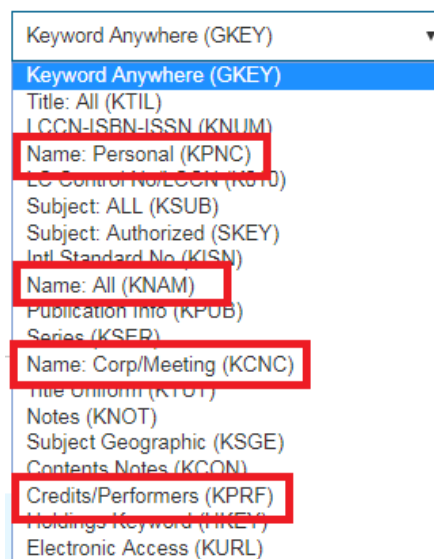 Keyword Anywhere (GKEY)
Keyword Anywhere (GKEY)
Title: All (KTIL)
LCCN-ISBN-ISSN (KNUM)
Name: Personal (KPNC)
LC Control No/LCCN (K010)
Subject: ALL (KSUB)
Subject: Authorized (SKEY)
Intl Standard No (KISN)
Name: All (KNAM)
Publication Info (KPUB)
Series (KSER)
Name: Corp/Meeting (KCNC)
Title Uniform (KTUT)
Notes (KNOT)
Subject Geographic (KSGE)
Contents Notes (KCON)
Credits/Performers (KPRF)
Holdings Keyword (HKEY)
Electronic Access (KURL)